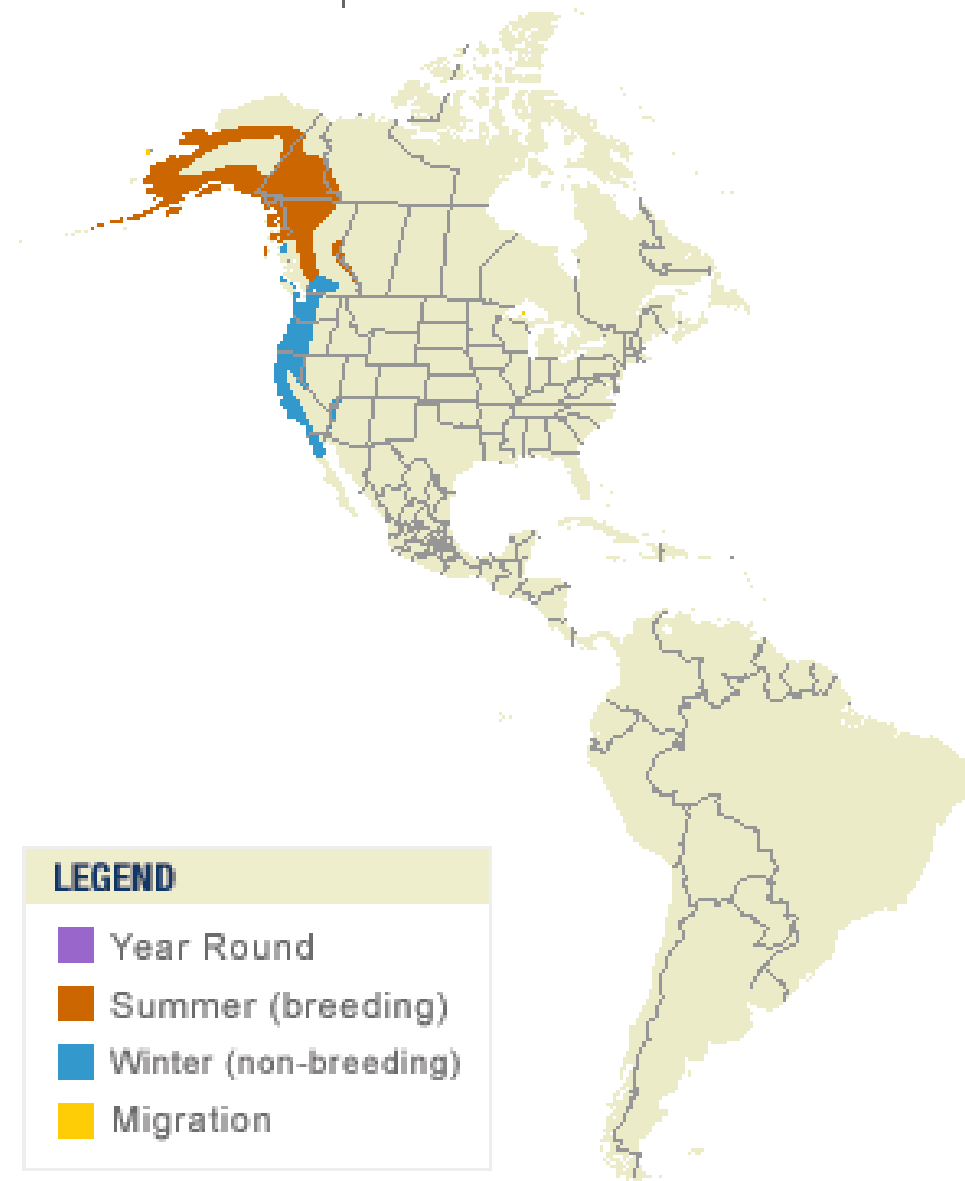 LEGEND
Year Round
Summer (breeding)
Winter (non-breeding)
Migration